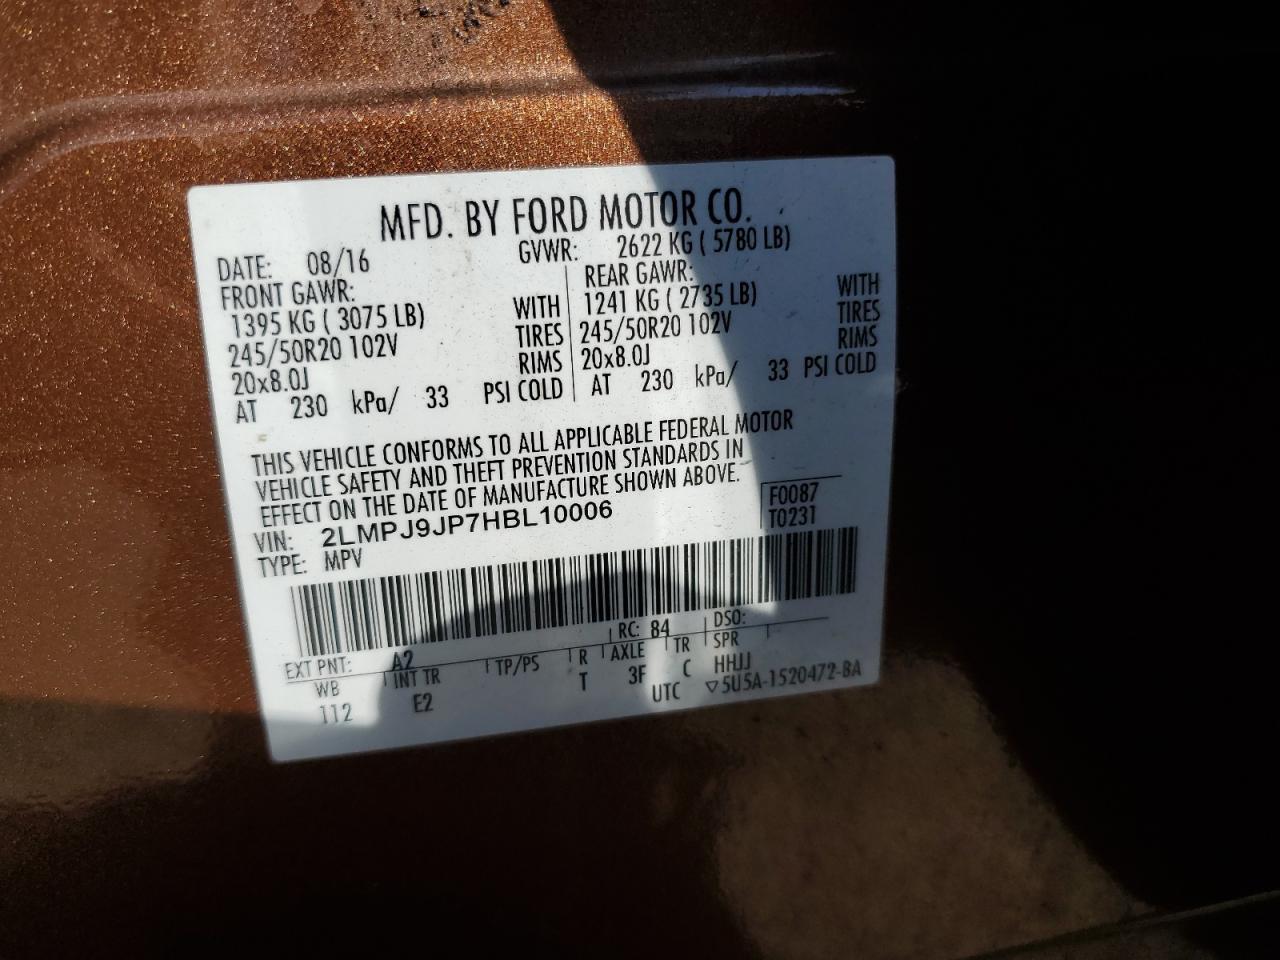 MFD. BY FORD MOTOR CO.
DATE: 08/16 GVWR: 2622 KG ( 5780 LB)
FRONT GAWR: REAR GAWR:
1395 KG ( 3075 LB) WITH 1241 KG ( 2735 LB) WITH
245/50R20 102V TIRES 245/50R20 102V TIRES
20x8.0J RIMS 20x8.0J RIMS
AT 230 kPa/ 33 PSI COLD AT 230 kPa/ 33 PSI COLD
THIS VEHICLE CONFORMS TO ALL APPLICABLE FEDERAL MOTOR
VEHICLE SAFETY AND THEFT PREVENTION STANDARDS IN
EFFECT ON THE DATE OF MANUFACTURE SHOWN ABOVE.
F0087
VIN: 2LMPJ9JP7HBL10006 T0231
TYPE: MPV
EXT PNT: A2 RC: 84 DSO:
WB INT TR TP/PS R AXLE TR SPR
112 E2 T 3F C HHJJ
UTC ▽5U5A-1520472-BA